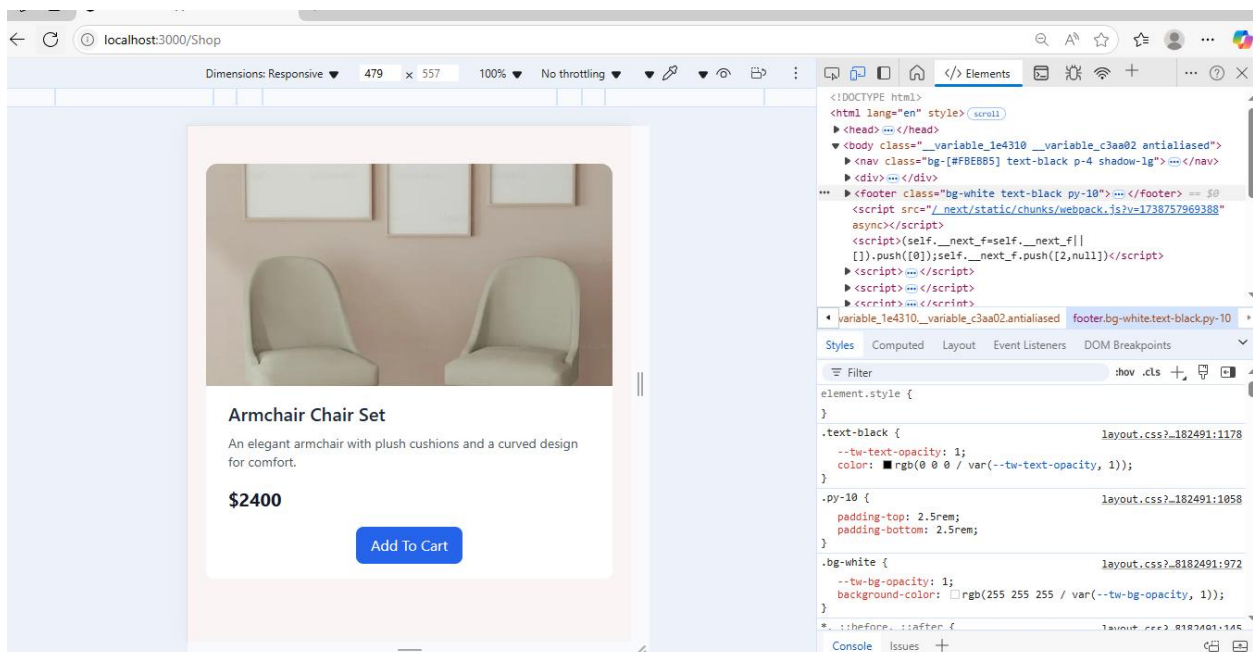 localhost:3000/Shop
Dimensions: Responsive 479 x 557 100% No throttling
Elements
<!DOCTYPE html>
<html lang="en" style> scroll
<head> ... </head>
<body class="__variable_1e4310 __variable_c3aa02 antialiased">
<nav class="bg-[#FBEBB5] text-black p-4 shadow-lg"> ... </nav>
<div> ... </div>
... <footer class="bg-white text-black py-10"> ... </footer> == $0
<script src="/_next/static/chunks/webpack.js?v=1738757969388"
async></script>
<script>(self.__next_f=self.__next_f||
[]).push([0]);self.__next_f.push([2,null])</script>
<script> ... </script>
<script> ... </script>
<script> ... </script>
variable_1e4310.__variable_c3aa02.antialiased footer.bg-white.text-black.py-10
Styles Computed Layout Event Listeners DOM Breakpoints
Filter :hov .cls
element.style {
}
.text-black { layout.css?…182491:1178
--tw-text-opacity: 1;
color: rgb(0 0 0 / var(--tw-text-opacity, 1));
}
.py-10 { layout.css?…182491:1058
padding-top: 2.5rem;
padding-bottom: 2.5rem;
}
.bg-white { layout.css?…8182491:972
--tw-bg-opacity: 1;
background-color: rgb(255 255 255 / var(--tw-bg-opacity, 1));
}
*, ::before, ::after { layout.css?…8182491:145
Console Issues
Armchair Chair Set
An elegant armchair with plush cushions and a curved design
for comfort.
$2400
Add To Cart